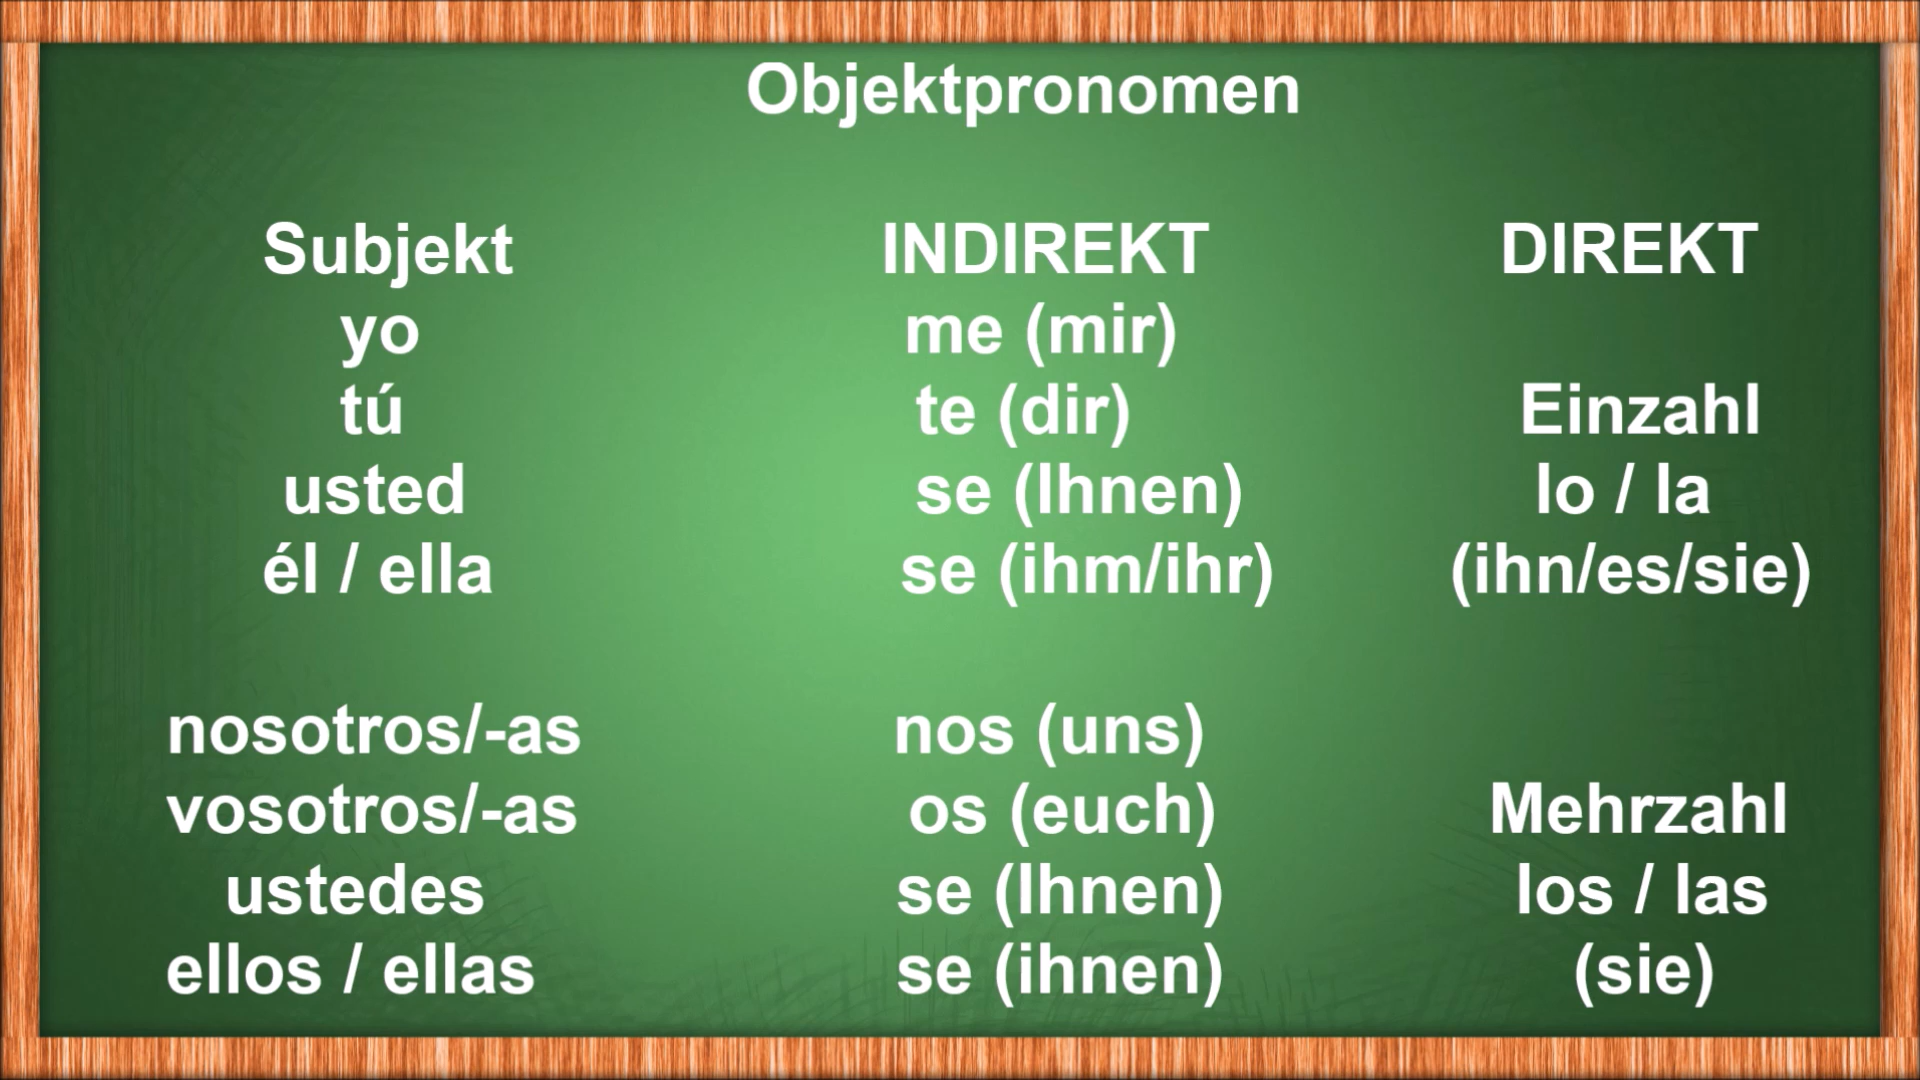 Objektpronomen
Subjekt INDIREKT DIREKT
yo me (mir)
tú te (dir) Einzahl
usted se (Ihnen) lo / la
él / ella se (ihm/ihr) (ihn/es/sie)
nosotros/-as nos (uns)
vosotros/-as os (euch) Mehrzahl
ustedes se (Ihnen) los / las
ellos / ellas se (ihnen) (sie)